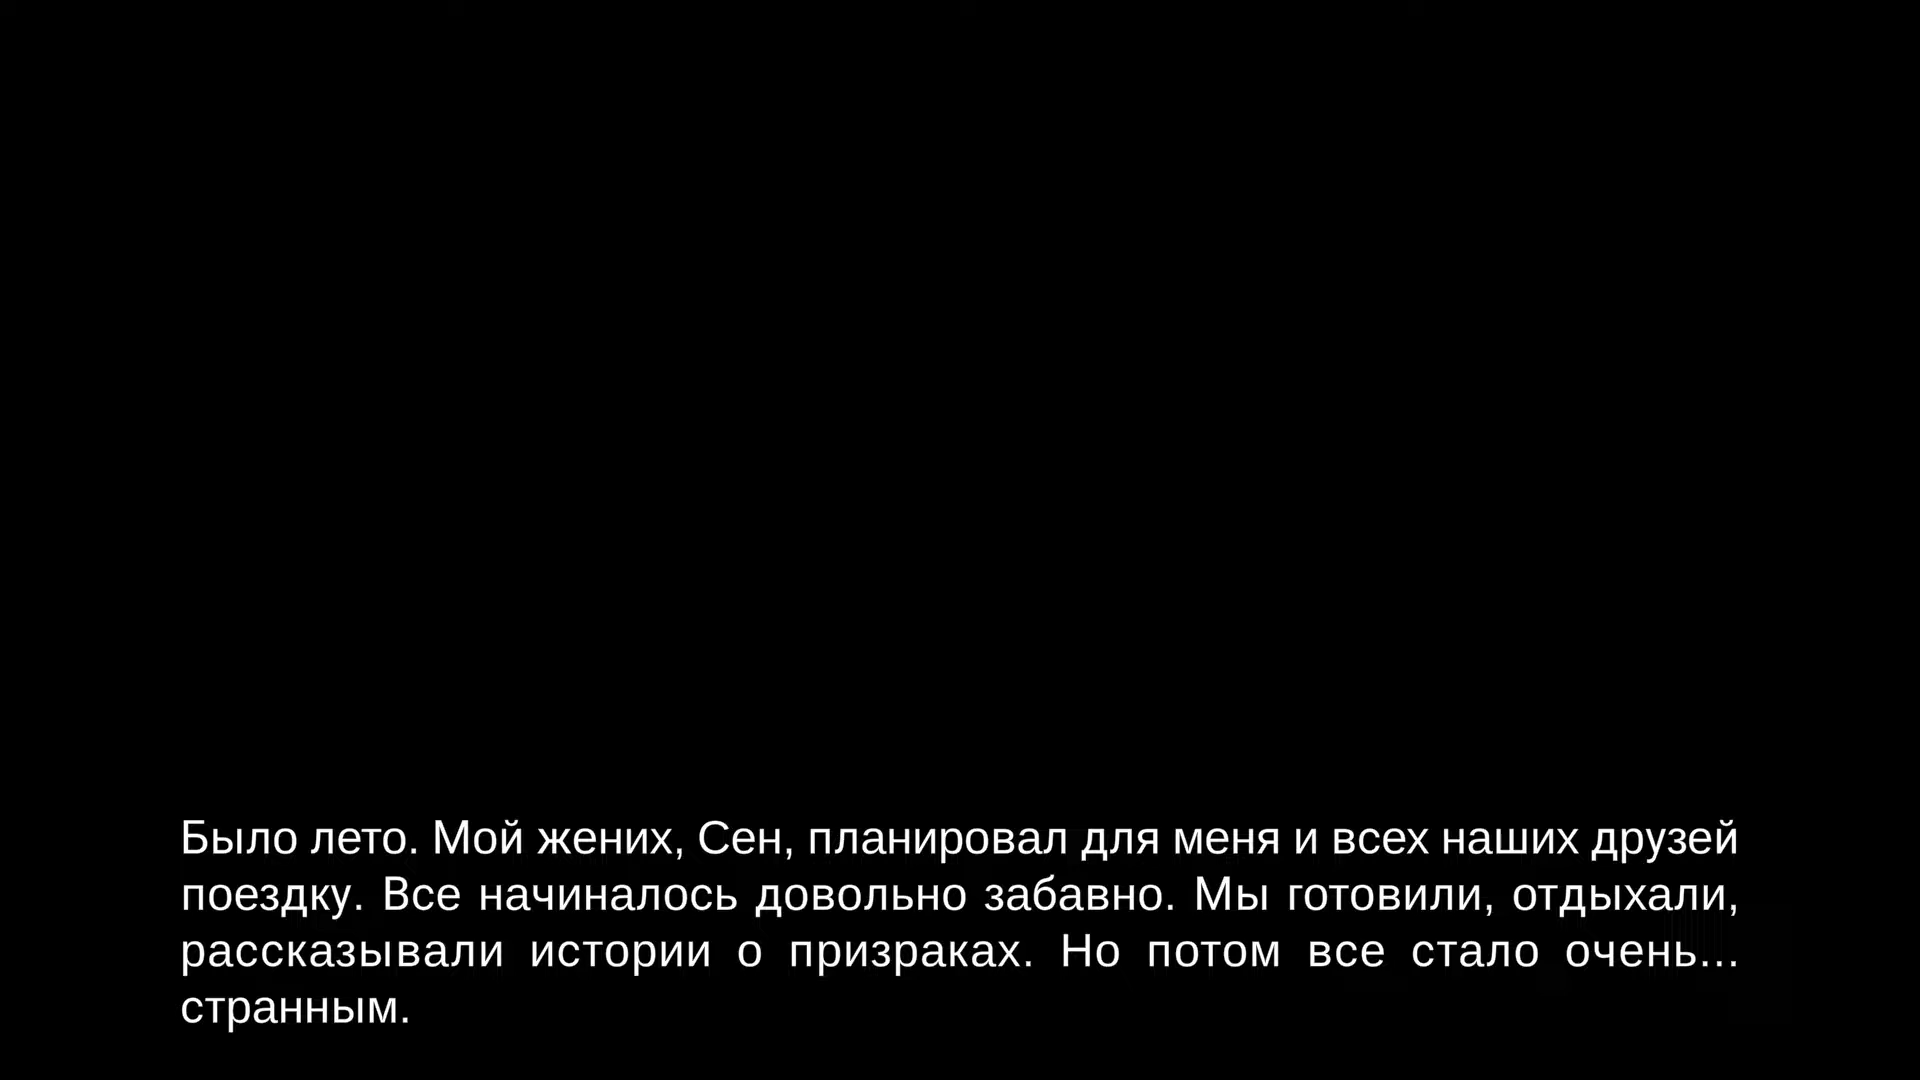 Было лето. Мой жених, Сен, планировал для меня и всех наших друзей
поездку. Все начиналось довольно забавно. Мы готовили, отдыхали,
рассказывали истории о призраках. Но потом все стало очень...
странным.